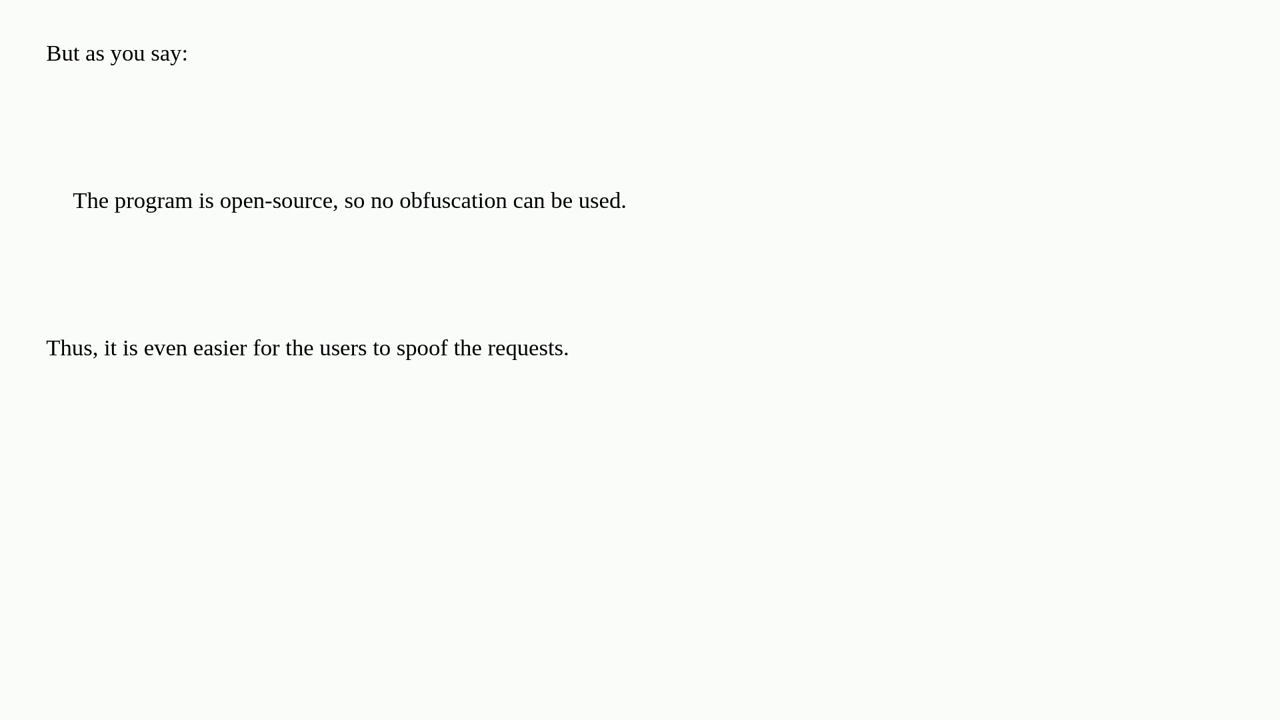 But as you say:
The program is open-source, so no obfuscation can be used.
Thus, it is even easier for the users to spoof the requests.